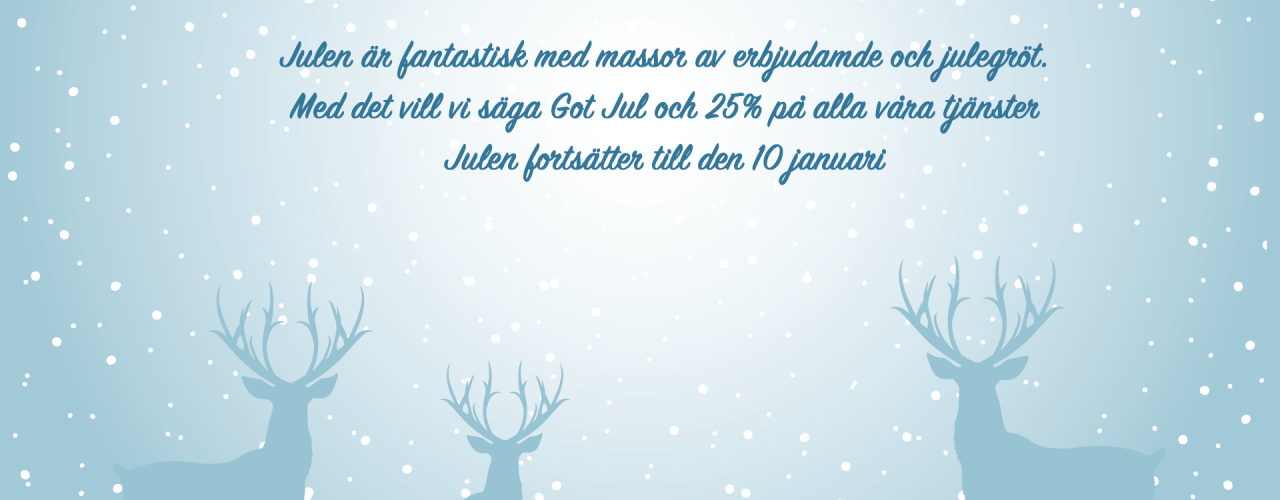 Julen är fantastisk med massor av erbjudamde och julegröt.
Med det vill vi säga Got Jul och 25% på alla våra tjänster
Julen fortsätter till den 10 januari